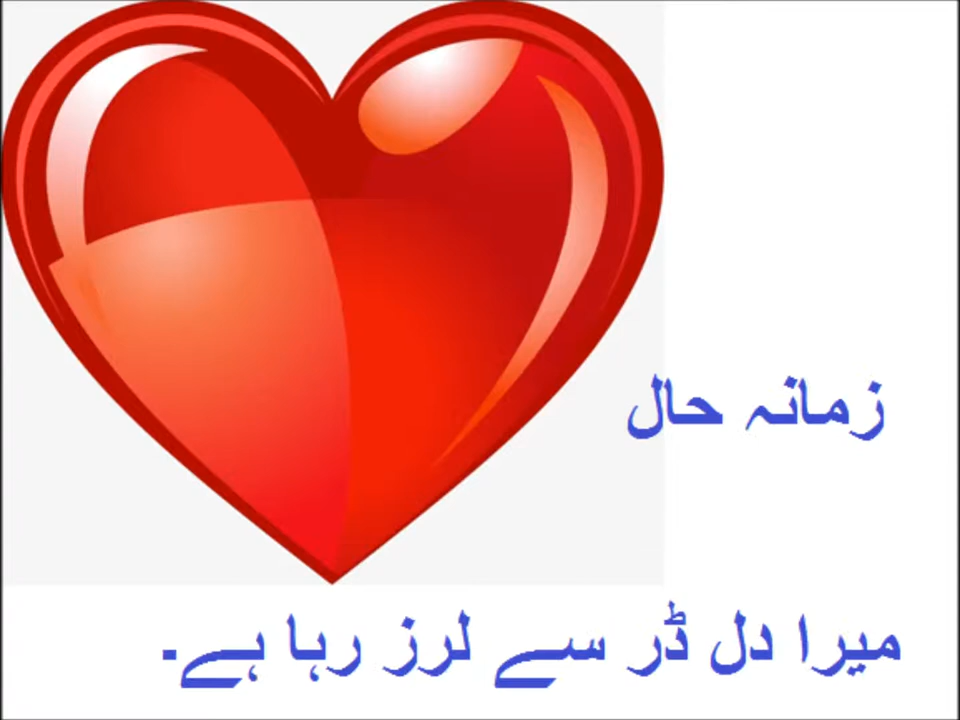 زمانہ حال
میرا دل ڈر سے لرز رہا ہے۔